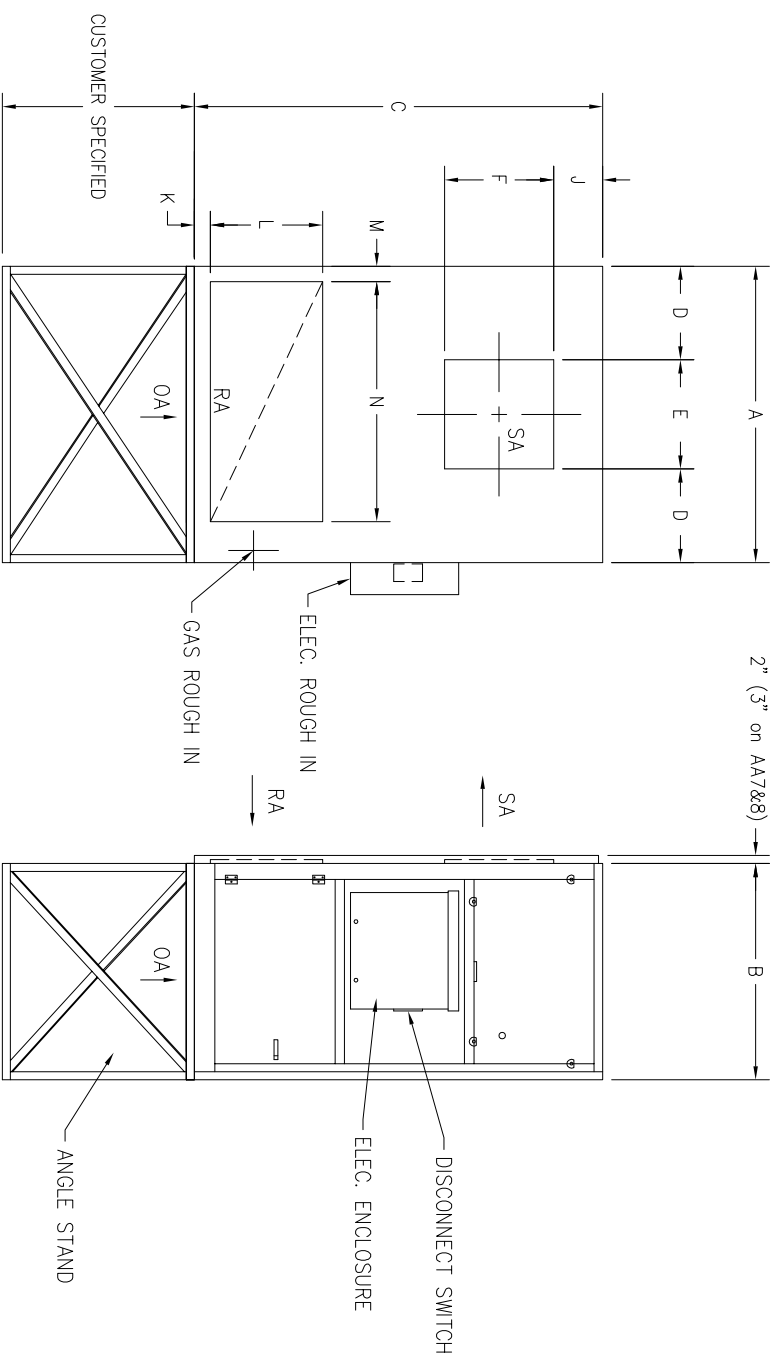 A
2" (3" on AA7&8)
B
D
E
D
J
SA
SA
F
DISCONNECT SWITCH
C
M
N
ELEC. ENCLOSURE
ELEC. ROUGH IN
L
RA
RA
GAS ROUGH IN
K
OA
OA
CUSTOMER SPECIFIED
ANGLE STAND